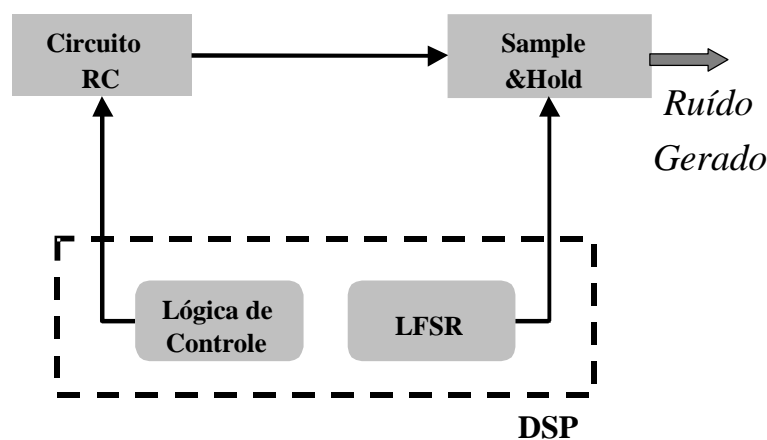 Circuito
RC
Sample
&Hold
Ruído
Gerado
Lógica de
Controle
LFSR
DSP